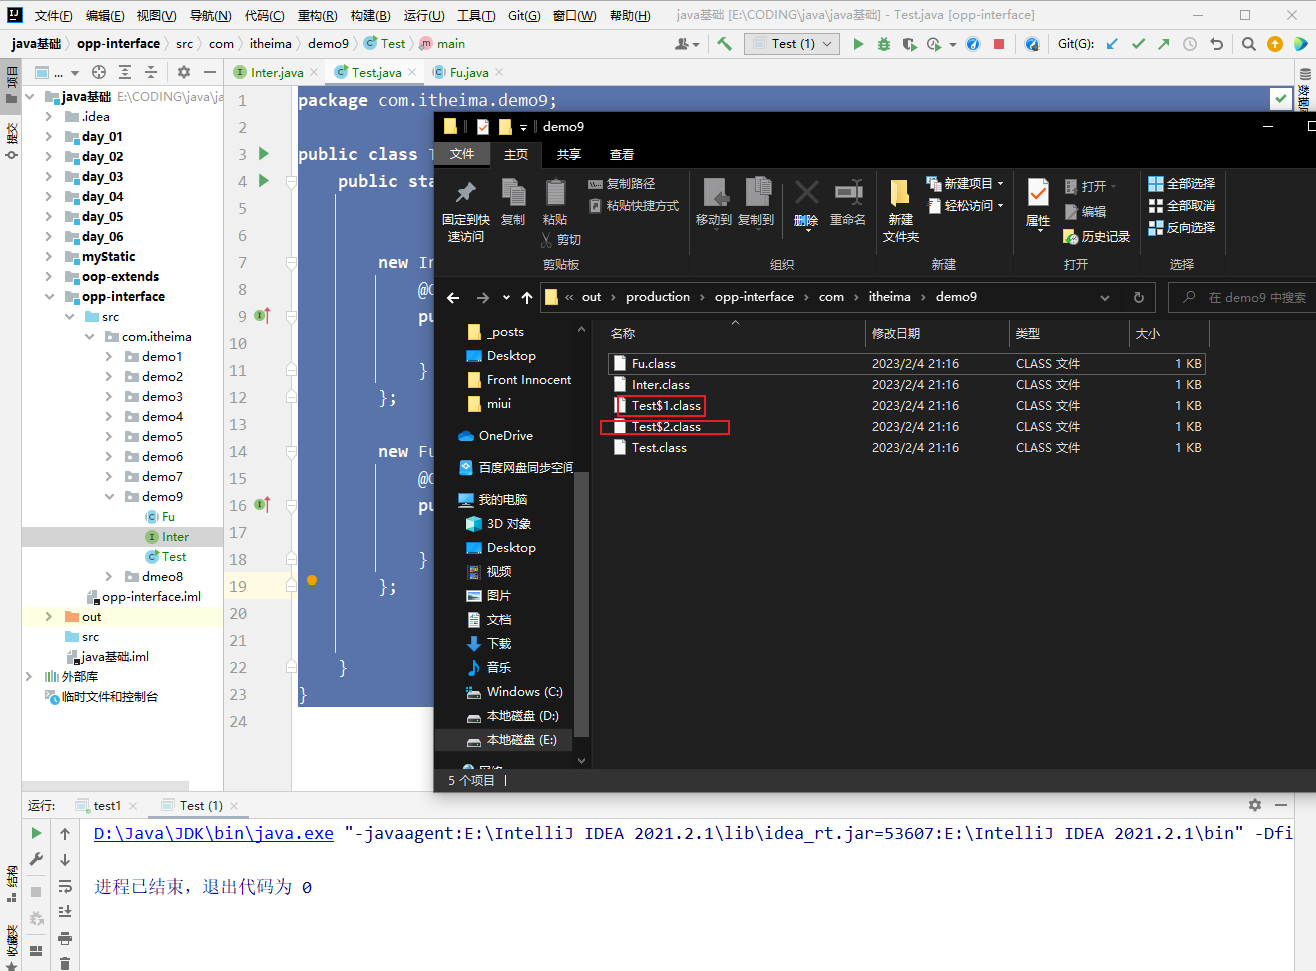 文件(F) 编辑(E) 视图(V) 导航(N) 代码(C) 重构(R) 构建(B) 运行(U) 工具(T) Git(G) 窗口(W) 帮助(H) java基础 [E:\CODING\java\java基础] - Test.java [opp-interface]
java基础 opp-interface src com itheima demo9 Test main Test (1) Git(G):
项目
提交
...
Inter.java Test.java Fu.java
java基础 E:\CODING\java\ja
.idea
day_01
day_02
day_03
day_04
day_05
day_06
myStatic
oop-extends
opp-interface
src
com.itheima
demo1
demo2
demo3
demo4
demo5
demo6
demo7
demo9
Fu
Inter
Test
dmeo8
opp-interface.iml
out
src
java基础.iml
外部库
临时文件和控制台
1 package com.itheima.demo9;
2
3 public class T
4 public sta
5
6
7 new In
8 @O
9 pu
10
11 }
12 };
13
14 new Fu
15 @O
16 pu
17
18 }
19 };
20
21
22 }
23 }
24
demo9
文件 主页 共享 查看
固定到快速访问
复制
粘贴
复制路径
粘贴快捷方式
剪切
剪贴板
移动到 复制到 删除 重命名
组织
新建文件夹
新建项目
轻松访问
新建
属性
打开
编辑
历史记录
打开
全部选择
全部取消
反向选择
选择
« out › production › opp-interface › com › itheima › demo9
在 demo9 中搜索
_posts
Desktop
Front Innocent
miui
OneDrive
百度网盘同步空间
我的电脑
3D 对象
Desktop
视频
图片
文档
下载
音乐
Windows (C:)
本地磁盘 (D:)
本地磁盘 (E:)
网络
名称 修改日期 类型 大小
Fu.class 2023/2/4 21:16 CLASS 文件 1 KB
Inter.class 2023/2/4 21:16 CLASS 文件 1 KB
Test$1.class 2023/2/4 21:16 CLASS 文件 1 KB
Test$2.class 2023/2/4 21:16 CLASS 文件 1 KB
Test.class 2023/2/4 21:16 CLASS 文件 1 KB
5 个项目
运行: test1 Test (1)
D:\Java\JDK\bin\java.exe "-javaagent:E:\IntelliJ IDEA 2021.2.1\lib\idea_rt.jar=53607:E:\IntelliJ IDEA 2021.2.1\bin" -Dfi
进程已结束，退出代码为 0
结构
收藏夹